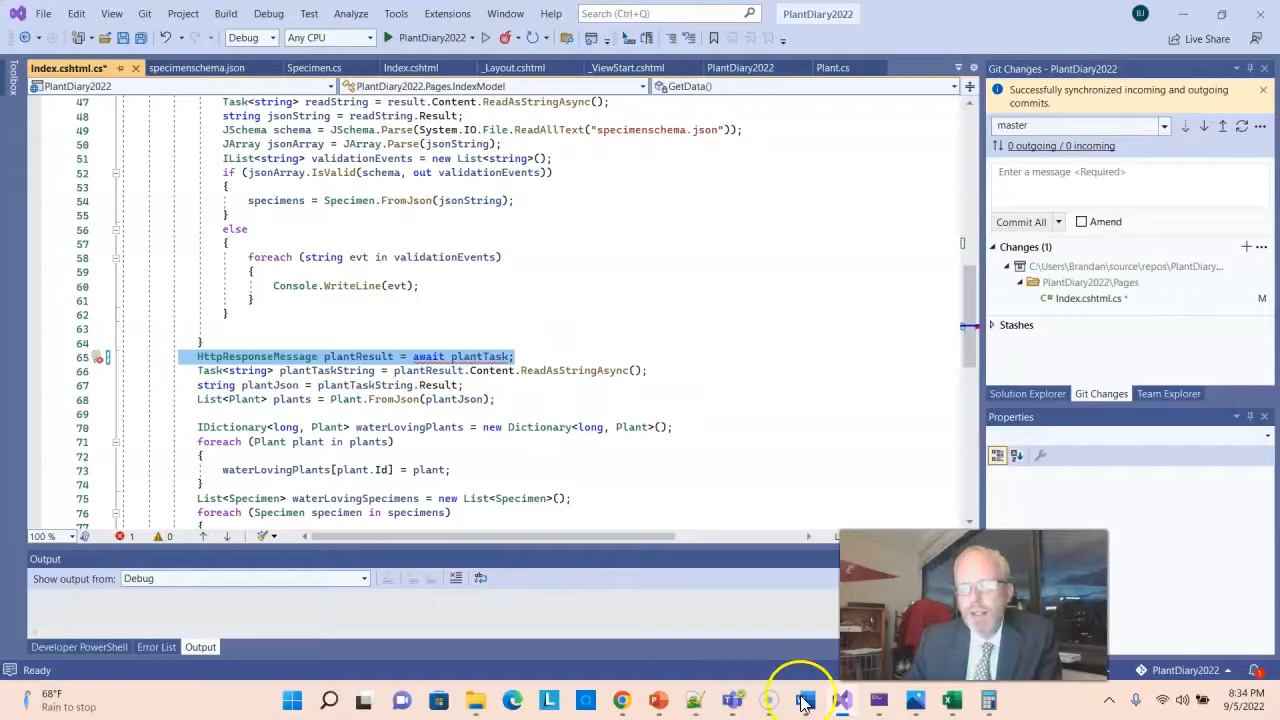 File Edit View Git Project Build Debug Test Analyze Tools Extensions Window Help Search (Ctrl+Q) PlantDiary2022 BJ
Debug Any CPU PlantDiary2022 Live Share
Index.cshtml.cs* specimenschema.json Specimen.cs Index.cshtml _Layout.cshtml _ViewStart.cshtml PlantDiary2022 Plant.cs
PlantDiary2022 PlantDiary2022.Pages.IndexModel GetData()
Toolbox
47 Task<string> readString = result.Content.ReadAsStringAsync();
48 string jsonString = readString.Result;
49 JSchema schema = JSchema.Parse(System.IO.File.ReadAllText("specimenschema.json"));
50 JArray jsonArray = JArray.Parse(jsonString);
51 IList<string> validationEvents = new List<string>();
52 if (jsonArray.IsValid(schema, out validationEvents))
53 {
54 specimens = Specimen.FromJson(jsonString);
55 }
56 else
57 {
58 foreach (string evt in validationEvents)
59 {
60 Console.WriteLine(evt);
61 }
62 }
63
64 }
65 HttpResponseMessage plantResult = await plantTask;
66 Task<string> plantTaskString = plantResult.Content.ReadAsStringAsync();
67 string plantJson = plantTaskString.Result;
68 List<Plant> plants = Plant.FromJson(plantJson);
69
70 IDictionary<long, Plant> waterLovingPlants = new Dictionary<long, Plant>();
71 foreach (Plant plant in plants)
72 {
73 waterLovingPlants[plant.Id] = plant;
74 }
75 List<Specimen> waterLovingSpecimens = new List<Specimen>();
76 foreach (Specimen specimen in specimens)
77 {
100 % 1 0
Output
Show output from: Debug
Developer PowerShell Error List Output
Ready
Git Changes - PlantDiary2022
Successfully synchronized incoming and outgoing
commits.
master
0 outgoing / 0 incoming
Enter a message <Required>
Commit All Amend
Changes (1)
C:\Users\Brandan\source\repos\PlantDiary...
PlantDiary2022\Pages
C# Index.cshtml.cs * M
Stashes
Solution Explorer Git Changes Team Explorer
Properties
PlantDiary2022 1
68°F
Rain to stop
8:34 PM
9/5/2022